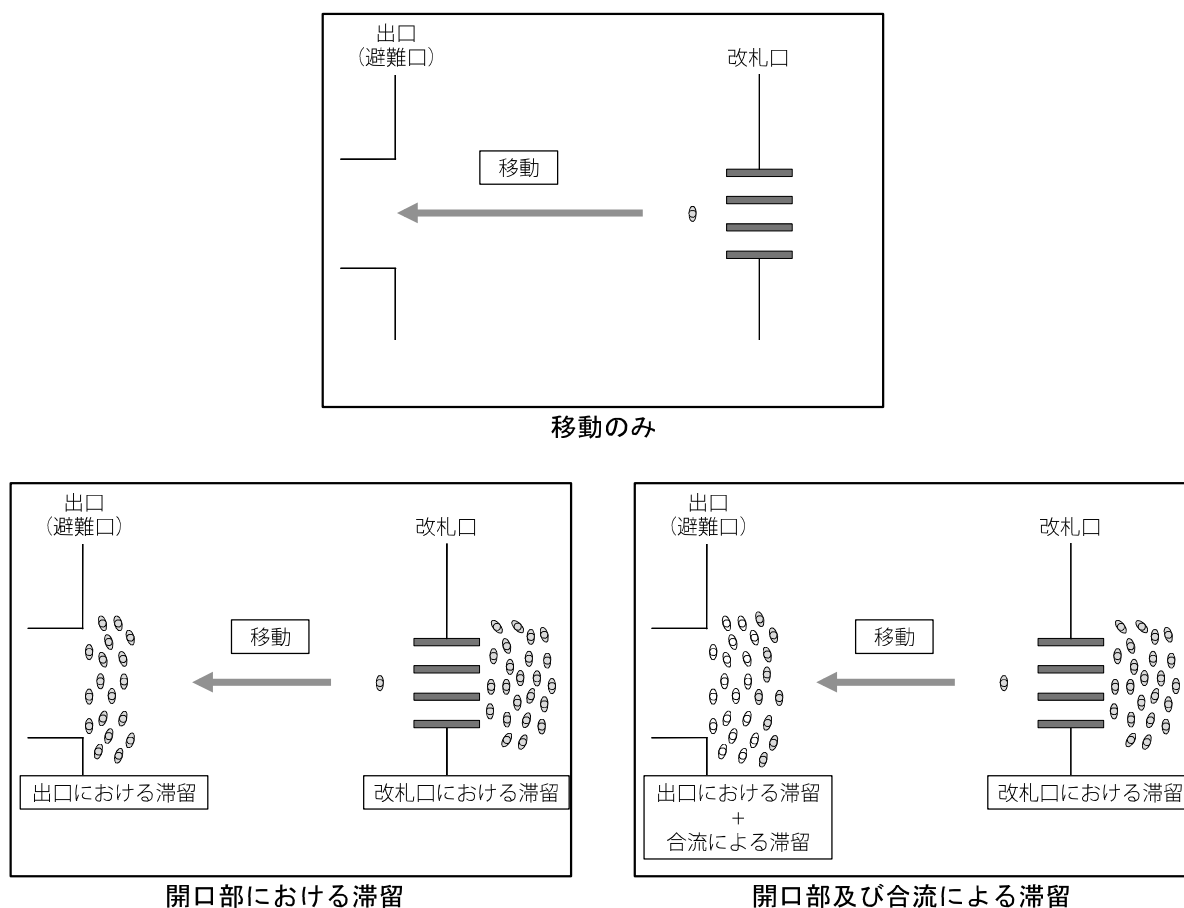 出口
(避難口)
改札口
移動
移動のみ
出口
(避難口)
改札口
移動
出口における滞留
改札口における滞留
開口部における滞留
出口
(避難口)
改札口
移動
出口における滞留
+
合流による滞留
改札口における滞留
開口部及び合流による滞留